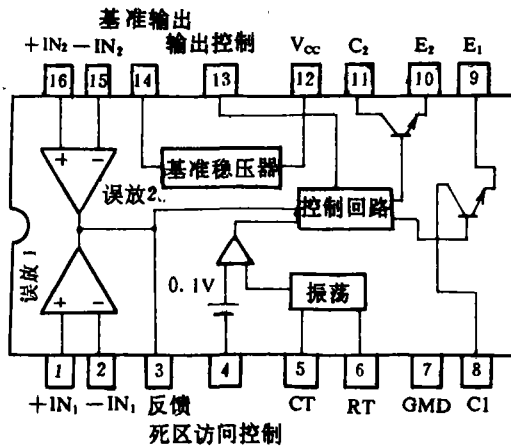 基准输出
+IN₂ −IN₂ 输出控制 Vcc C₂ E₂ E₁
16 15 14 13 12 11 10 9
+ −
基准稳压器
误放2..
控制回路
误放1
0.1V
振荡
+ −
1 2 3 4 5 6 7 8
+IN₁ −IN₁ 反馈 CT RT GMD C1
死区访问控制